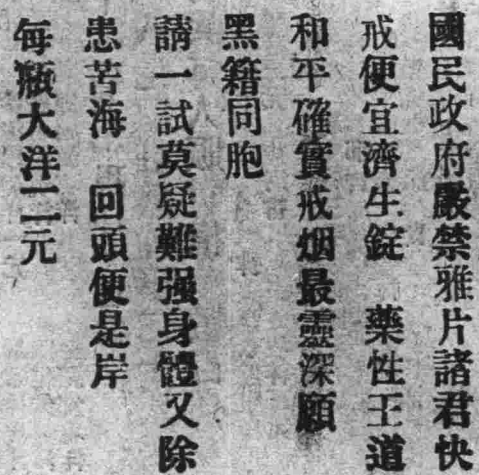 國民政府嚴禁雅片諸君快
戒便宜濟生錠　藥性王道
和平確實戒烟最靈深願
黑籍同胞
請一試莫疑難强身體又除
患苦海　回頭便是岸
每瓶大洋二元